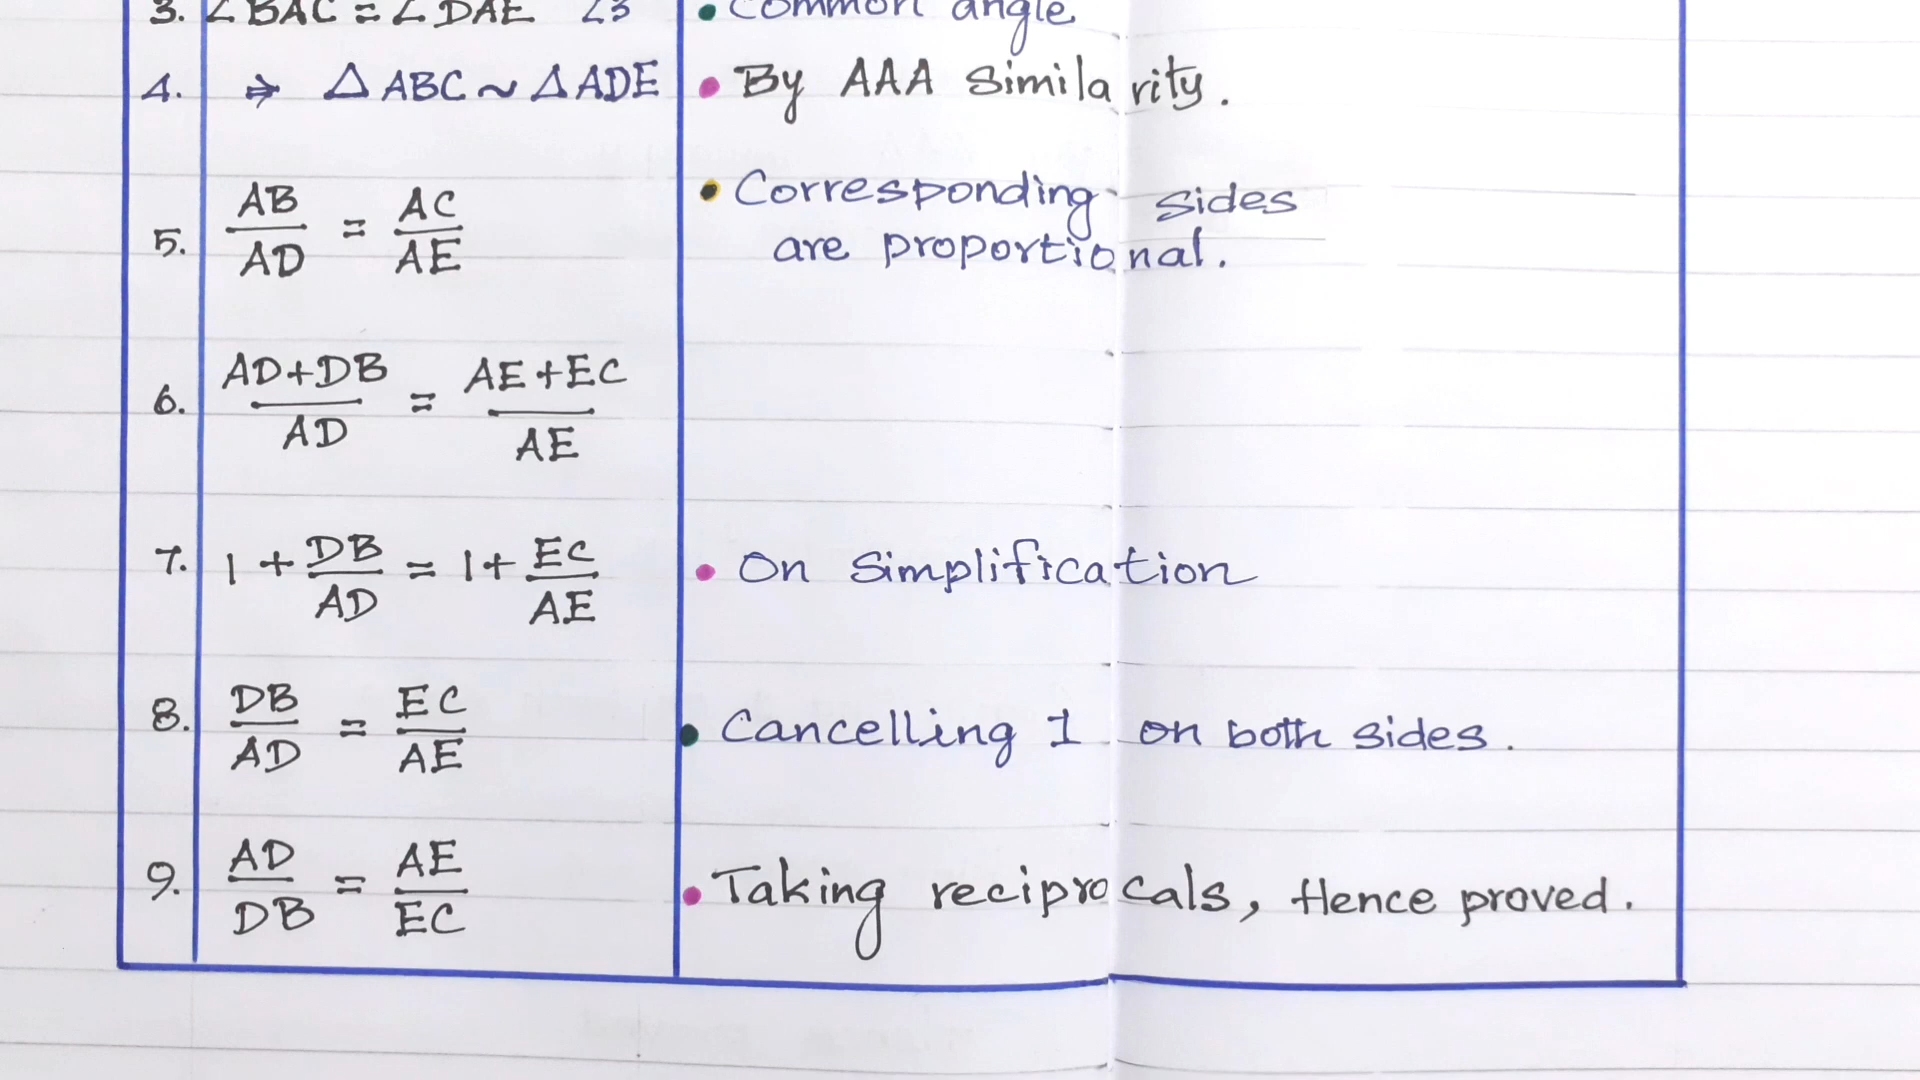 3. ∠BAC = ∠DAE ∠3 • Common angle
4. ⇒ △ABC ~ △ADE • By AAA Similarity.
5. AB/AD = AC/AE • Corresponding sides
are proportional.
6. AD+DB/AD = AE+EC/AE
7. 1 + DB/AD = 1 + EC/AE • On Simplification
8. DB/AD = EC/AE • Cancelling 1 on both sides.
9. AD/DB = AE/EC • Taking reciprocals, Hence proved.